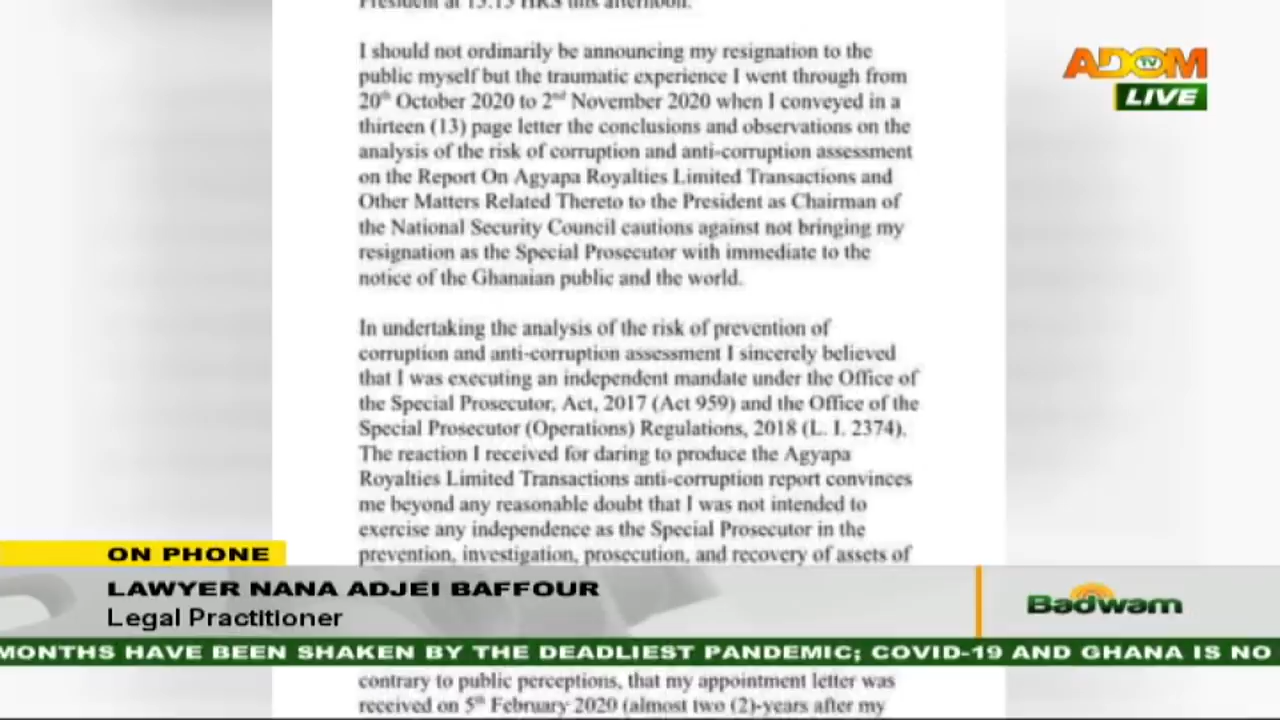 President at 15:15 HRS this afternoon.
I should not ordinarily be announcing my resignation to the
public myself but the traumatic experience I went through from
20th October 2020 to 2nd November 2020 when I conveyed in a
thirteen (13) page letter the conclusions and observations on the
analysis of the risk of corruption and anti-corruption assessment
on the Report On Agyapa Royalties Limited Transactions and
Other Matters Related Thereto to the President as Chairman of
the National Security Council cautions against not bringing my
resignation as the Special Prosecutor with immediate to the
notice of the Ghanaian public and the world.
In undertaking the analysis of the risk of prevention of
corruption and anti-corruption assessment I sincerely believed
that I was executing an independent mandate under the Office of
the Special Prosecutor, Act, 2017 (Act 959) and the Office of the
Special Prosecutor (Operations) Regulations, 2018 (L. I. 2374).
The reaction I received for daring to produce the Agyapa
Royalties Limited Transactions anti-corruption report convinces
me beyond any reasonable doubt that I was not intended to
exercise any independence as the Special Prosecutor in the
prevention, investigation, prosecution, and recovery of assets of
contrary to public perceptions, that my appointment letter was
received on 5th February 2020 (almost two (2)-years after my
ADOM TV
LIVE
ON PHONE
LAWYER NANA ADJEI BAFFOUR
Legal Practitioner
Badwam
MONTHS HAVE BEEN SHAKEN BY THE DEADLIEST PANDEMIC; COVID-19 AND GHANA IS NO